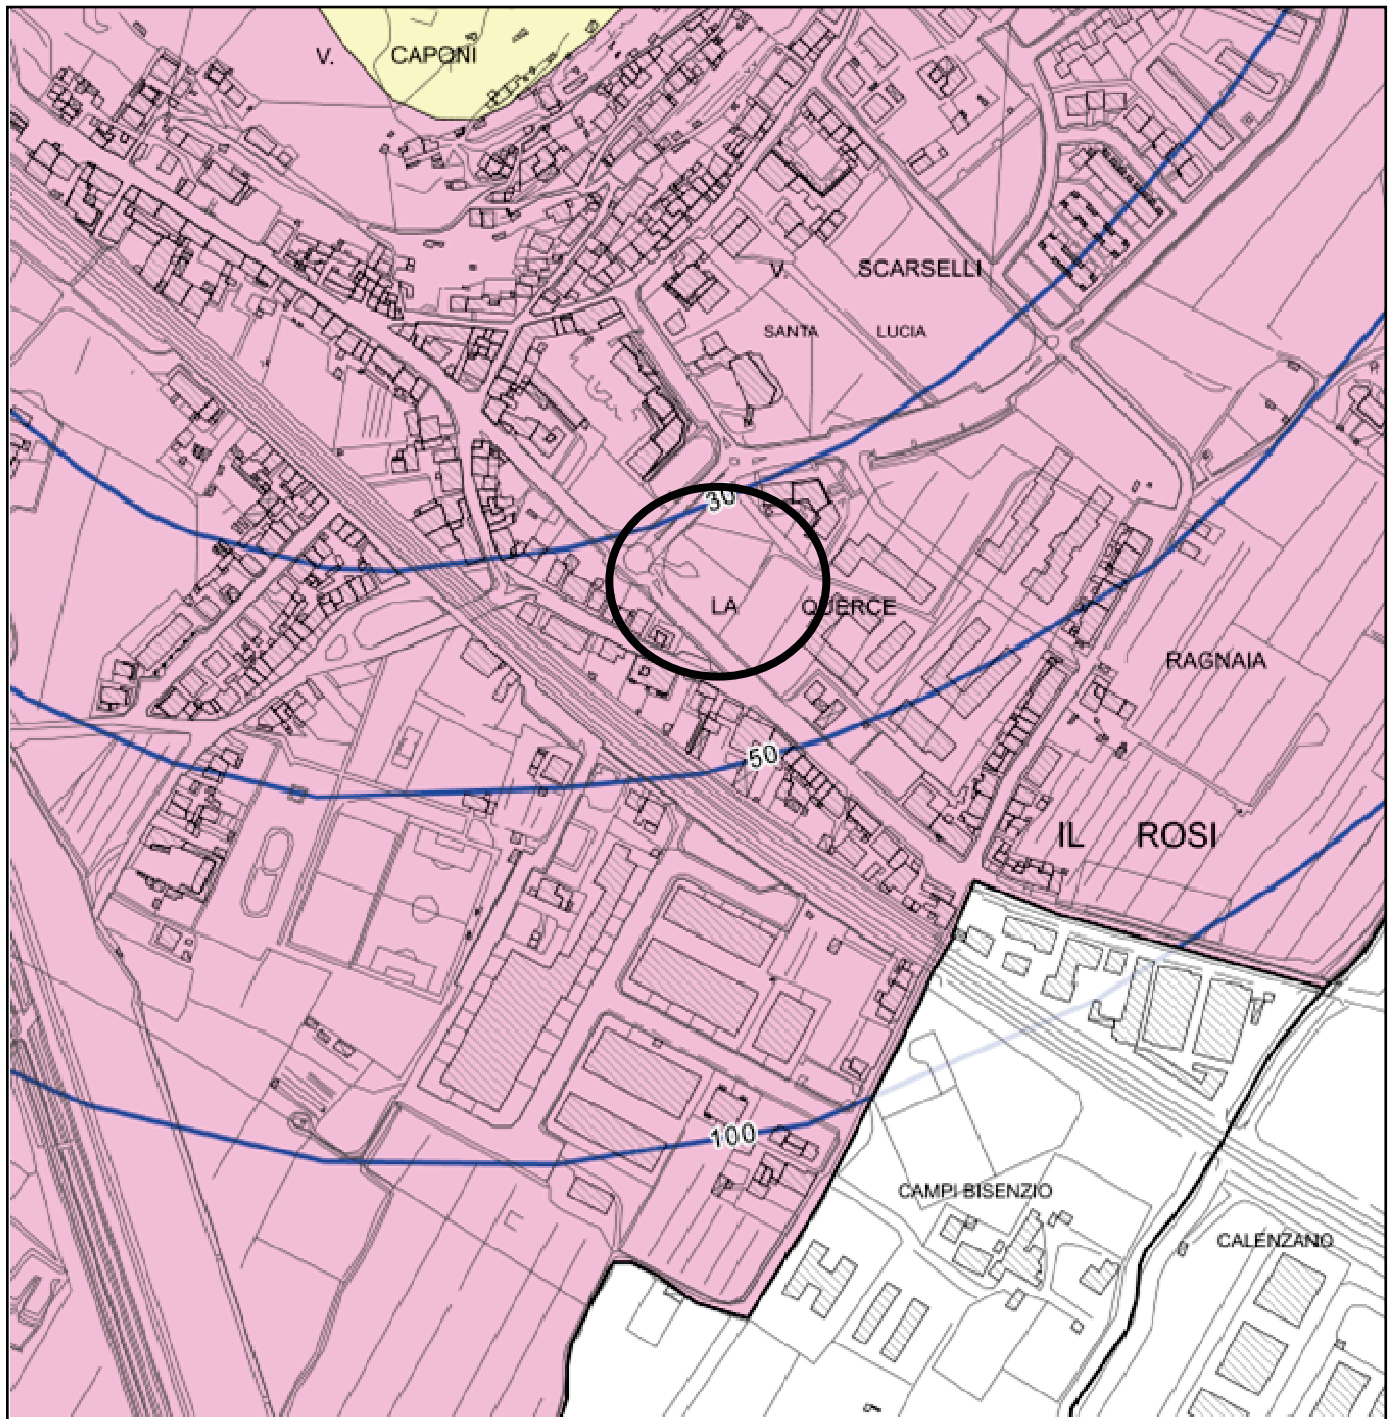 V. CAPONI
V. SCARSELLI
SANTA LUCIA
30
LA QUERCE
RAGNAIA
50
IL ROSI
100
CAMPI BISENZIO
CALENZANO